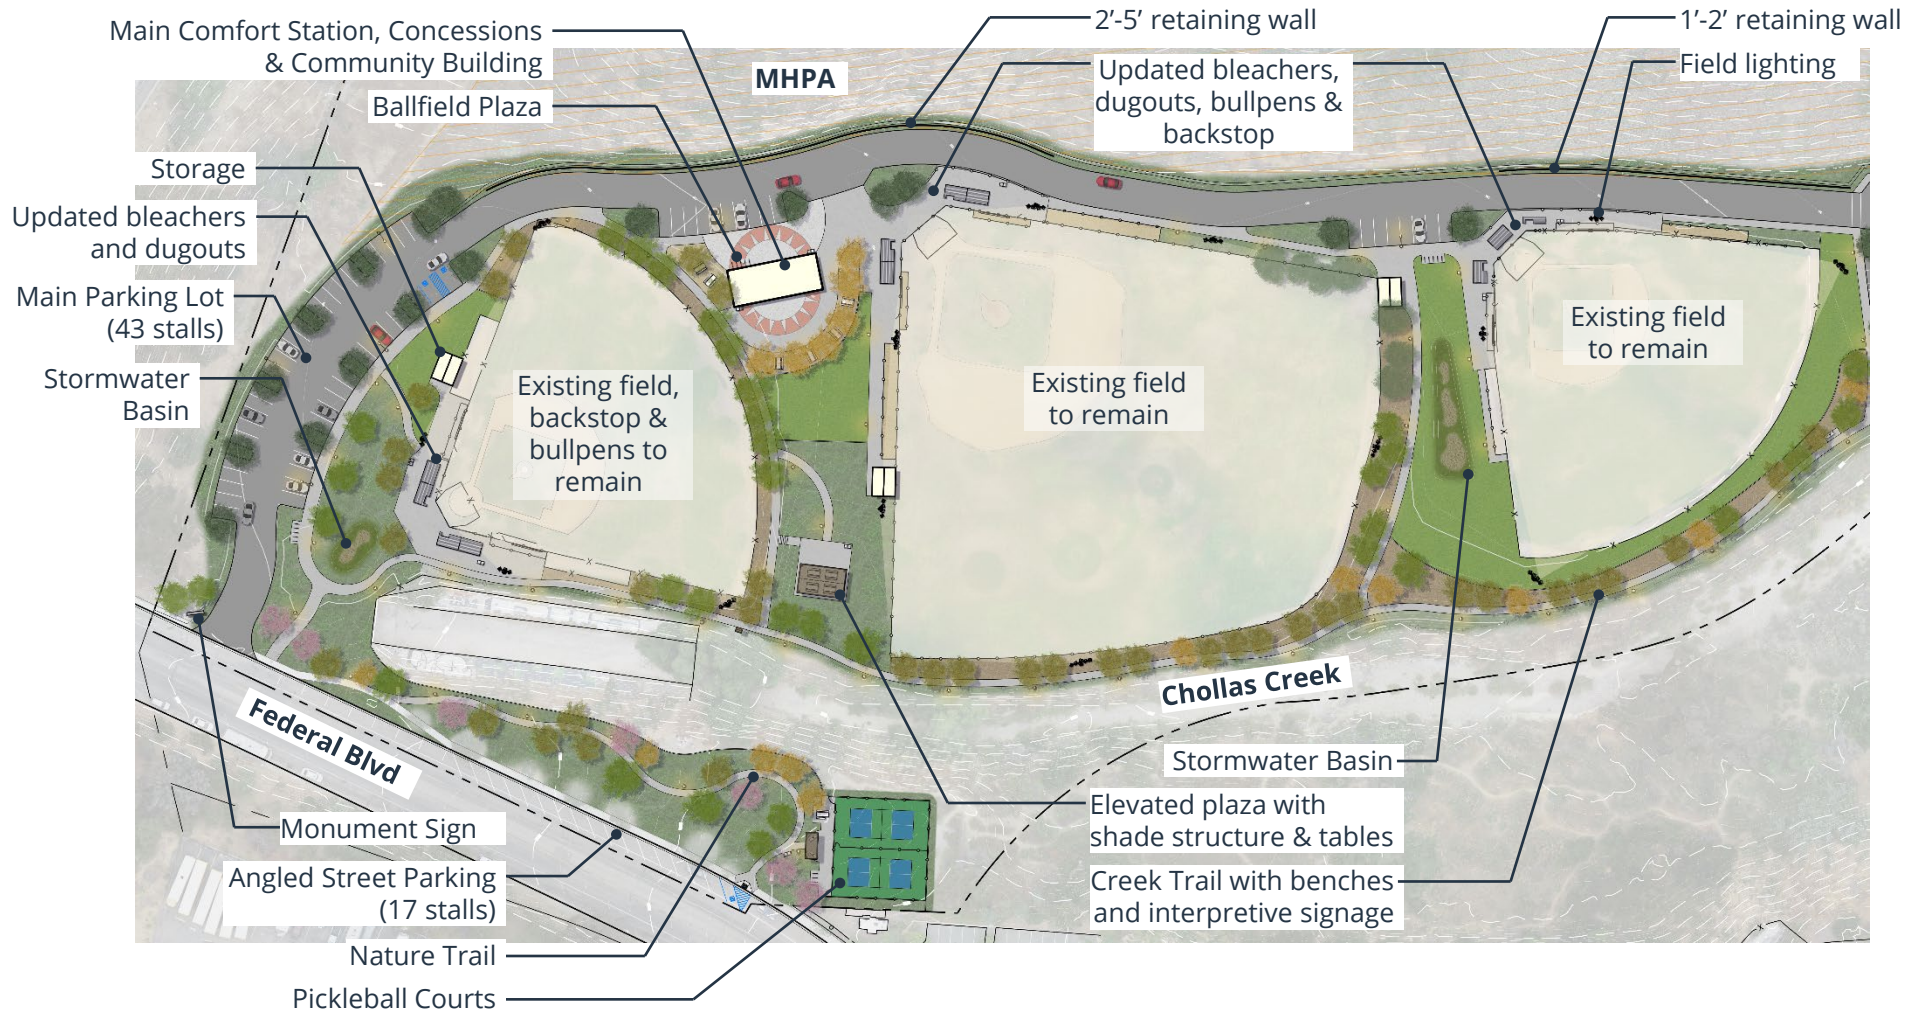 Main Comfort Station, Concessions
& Community Building
Ballfield Plaza
Storage
Updated bleachers
and dugouts
Main Parking Lot
(43 stalls)
Stormwater
Basin
MHPA
2’-5’ retaining wall
Updated bleachers,
dugouts, bullpens &
backstop
1’-2’ retaining wall
Field lighting
Existing field,
backstop &
bullpens to
remain
Existing field
to remain
Existing field
to remain
Chollas Creek
Federal Blvd
Stormwater Basin
Elevated plaza with
shade structure & tables
Creek Trail with benches
and interpretive signage
Monument Sign
Angled Street Parking
(17 stalls)
Nature Trail
Pickleball Courts